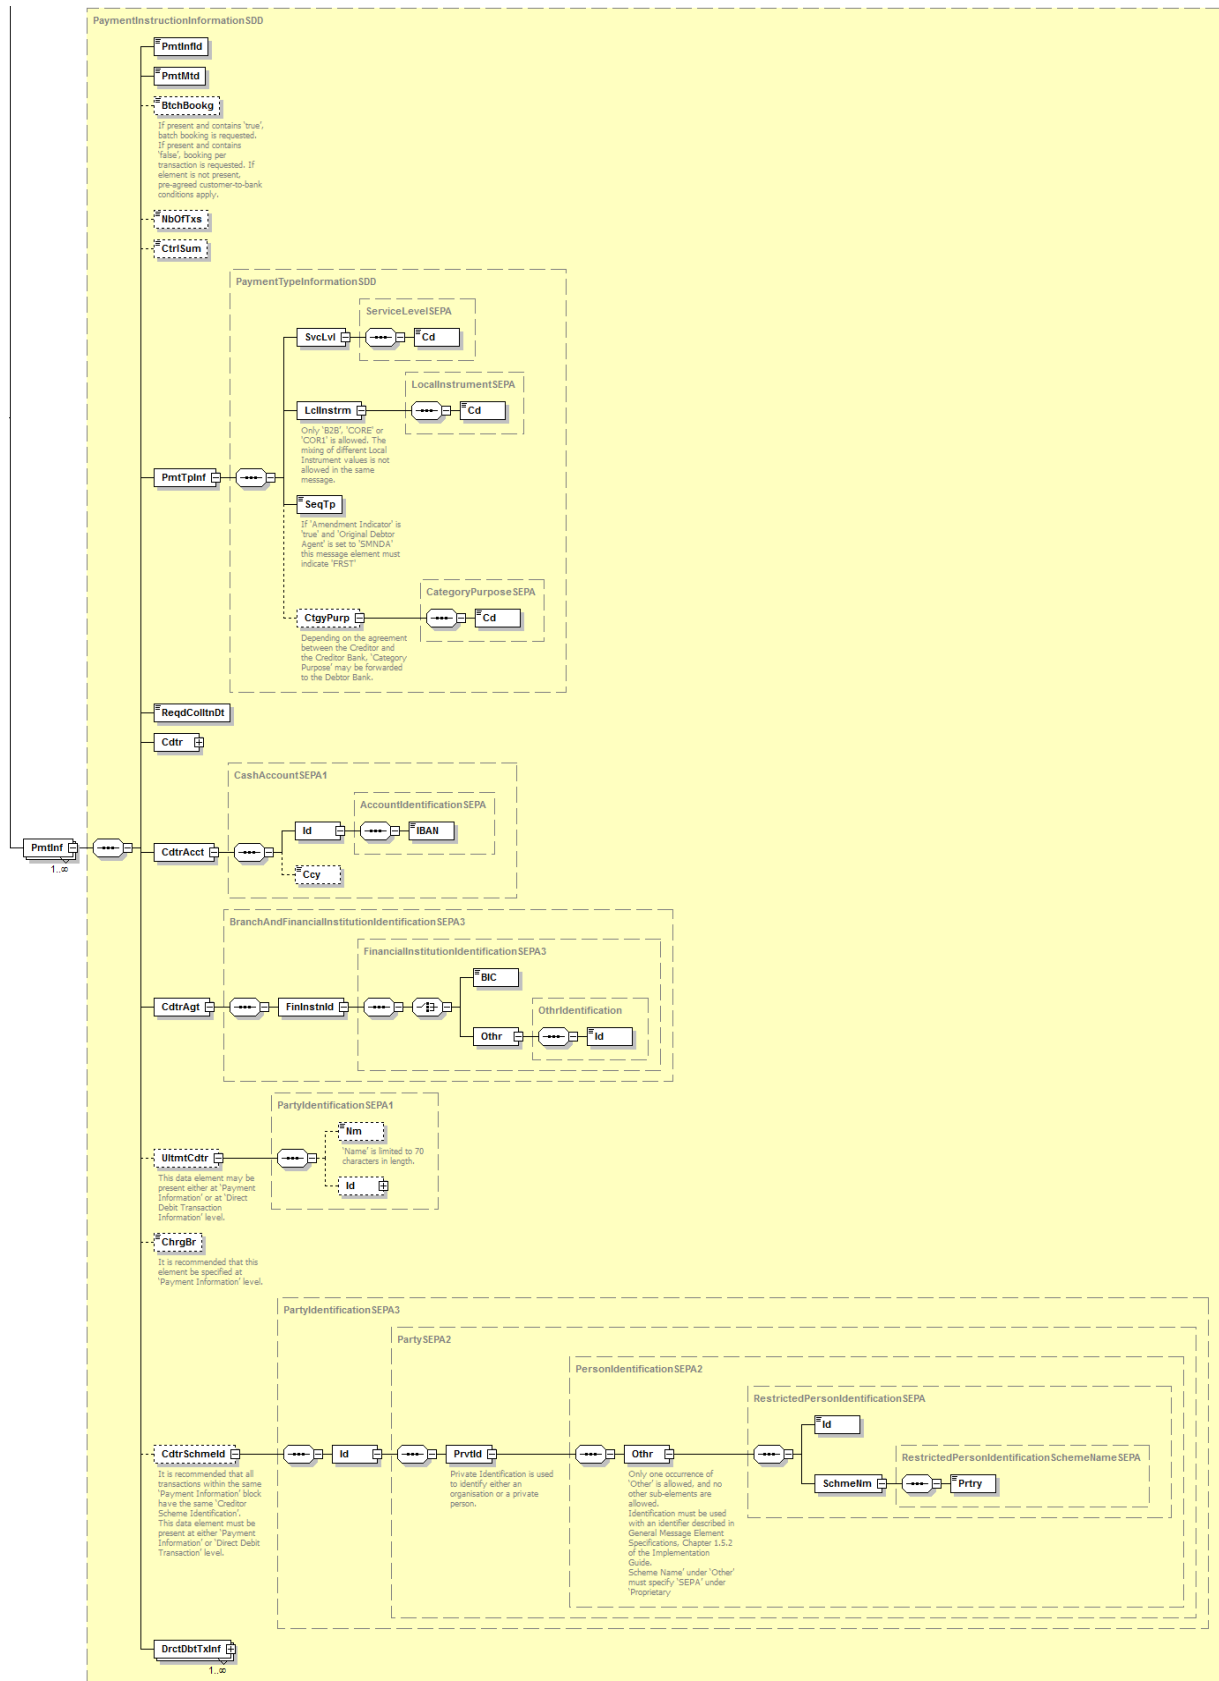 PaymentInstructionInformationSDD
PmtInfId
PmtMtd
BtchBookg
If present and contains 'true',
batch booking is requested.
If present and contains
'false', booking per
transaction is requested. If
element is not present,
pre-agreed customer-to-bank
conditions apply.
NbOfTxs
CtrlSum
PaymentTypeInformationSDD
ServiceLevelSEPA
SvcLvl
Cd
LocalInstrumentSEPA
LclInstrm
Cd
Only 'B2B', 'CORE' or
'COR1' is allowed. The
mixing of different Local
Instrument values is not
allowed in the same
message.
PmtTpInf
SeqTp
If 'Amendment Indicator' is
'true' and 'Original Debtor
Agent' is set to 'SMNDA'
this message element must
indicate 'FRST'
CategoryPurposeSEPA
CtgyPurp
Cd
Depending on the agreement
between the Creditor and
the Creditor Bank, 'Category
Purpose' may be forwarded
to the Debtor Bank.
ReqdColltnDt
Cdtr
CashAccountSEPA1
AccountIdentificationSEPA
Id
IBAN
PmtInf
1..∞
CdtrAcct
Ccy
BranchAndFinancialInstitutionIdentificationSEPA3
FinancialInstitutionIdentificationSEPA3
BIC
CdtrAgt
FinInstnId
OthrIdentification
Othr
Id
PartyIdentificationSEPA1
Nm
'Name' is limited to 70
characters in length.
UltmtCdtr
Id
This data element may be
present either at 'Payment
Information' or at 'Direct
Debit Transaction
Information' level.
ChrgBr
It is recommended that this
element be specified at
'Payment Information' level.
PartyIdentificationSEPA3
PartySEPA2
PersonIdentificationSEPA2
RestrictedPersonIdentificationSEPA
Id
CdtrSchmeId
Id
PrvtId
Othr
RestrictedPersonIdentificationSchemeNameSEPA
SchmeNm
Prtry
It is recommended that all
transactions within the same
'Payment Information' block
have the same 'Creditor
Scheme Identification'.
This data element must be
present at either 'Payment
Information' or 'Direct Debit
Transaction' level.
Private Identification is used
to identify either an
organisation or a private
person.
Only one occurrence of
'Other' is allowed, and no
other sub-elements are
allowed.
Identification must be used
with an identifier described in
General Message Element
Specifications, Chapter 1.5.2
of the Implementation
Guide.
Scheme Name' under 'Other'
must specify 'SEPA' under
'Proprietary
DrctDbtTxInf
1..∞